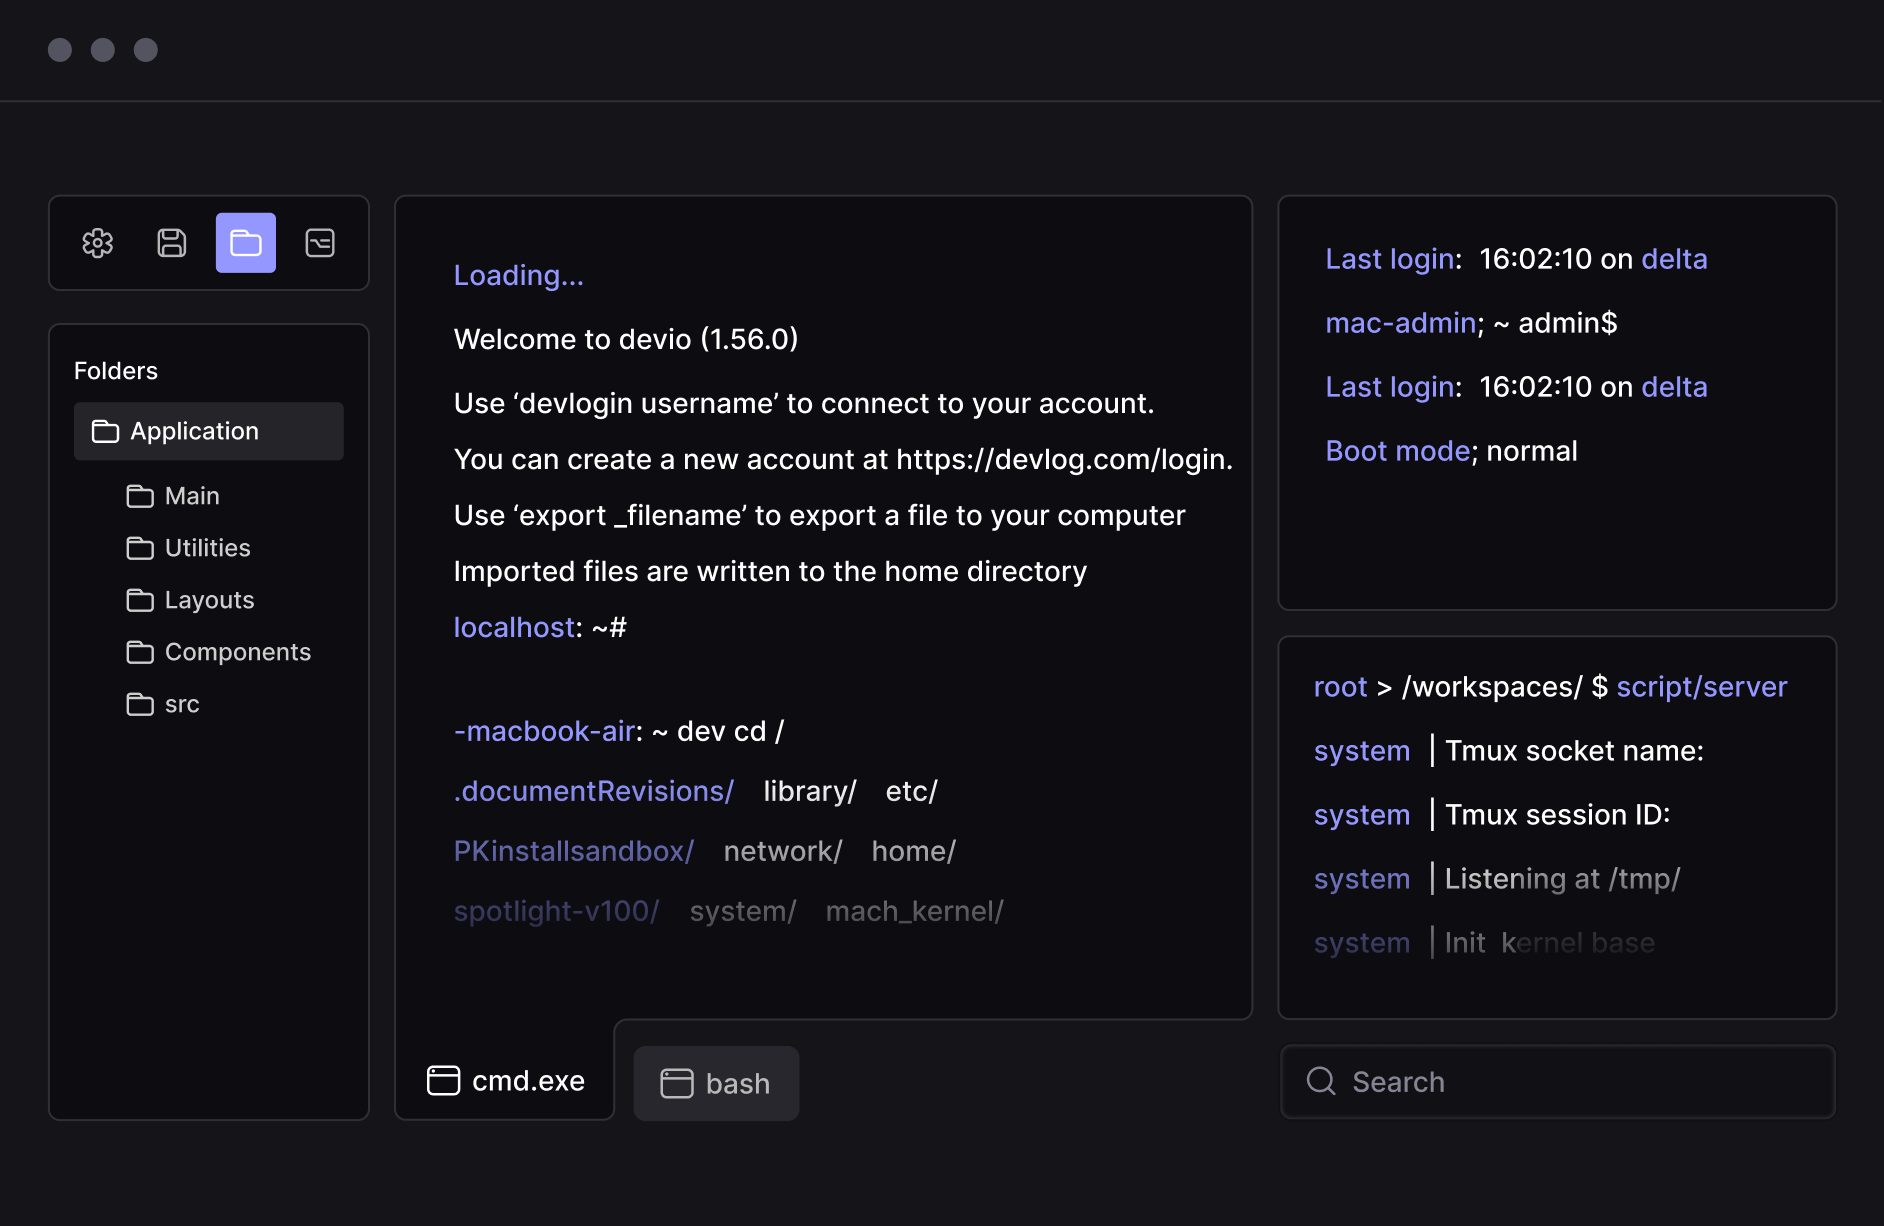 Folders
Application
Main
Utilities
Layouts
Components
src
Loading...
Welcome to devio (1.56.0)
Use ‘devlogin username’ to connect to your account.
You can create a new account at https://devlog.com/login.
Use ‘export _filename’ to export a file to your computer
Imported files are written to the home directory
localhost: ~#
-macbook-air: ~ dev cd /
.documentRevisions/ library/ etc/
PKinstallsandbox/ network/ home/
spotlight-v100/ system/ mach_kernel/
cmd.exe
bash
Last login: 16:02:10 on delta
mac-admin; ~ admin$
Last login: 16:02:10 on delta
Boot mode; normal
root > /workspaces/ $ script/server
system | Tmux socket name:
system | Tmux session ID:
system | Listening at /tmp/
system | Init kernel base
Search